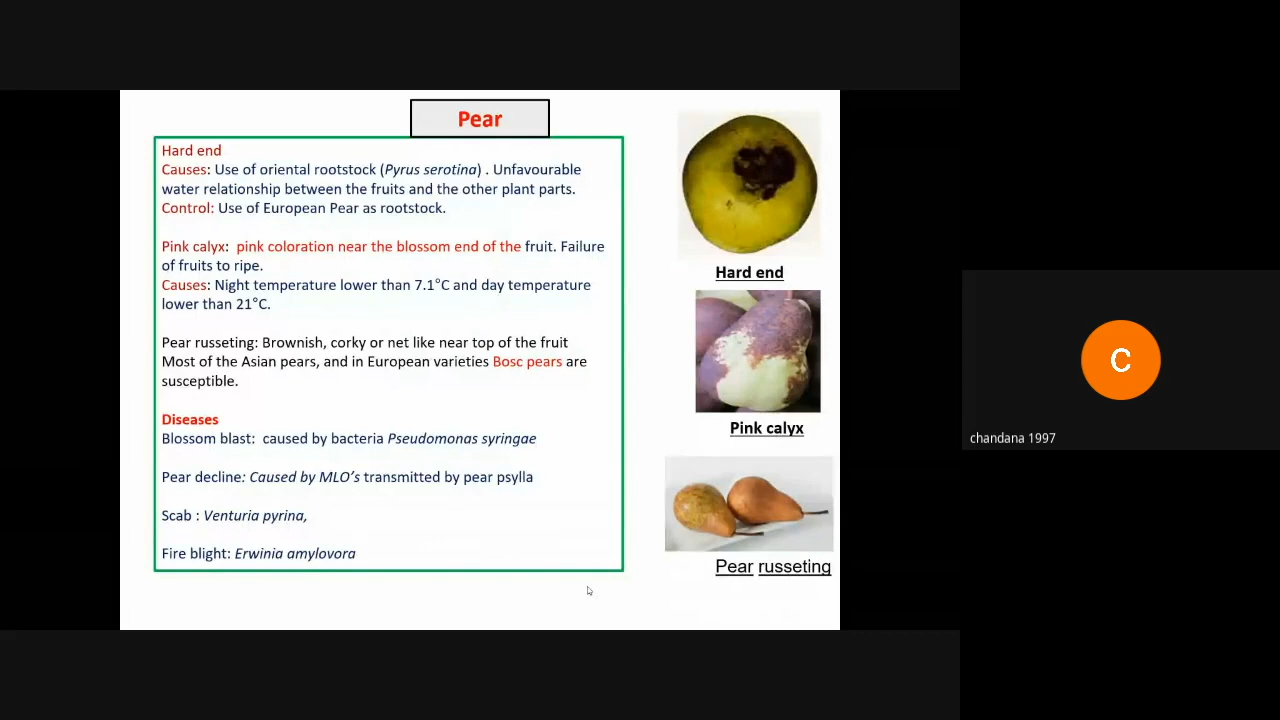 Pear
Hard end
Causes: Use of oriental rootstock (Pyrus serotina) . Unfavourable
water relationship between the fruits and the other plant parts.
Control: Use of European Pear as rootstock.
Pink calyx:  pink coloration near the blossom end of the fruit. Failure
of fruits to ripe.
Causes: Night temperature lower than 7.1°C and day temperature
lower than 21°C.
Pear russeting: Brownish, corky or net like near top of the fruit
Most of the Asian pears, and in European varieties Bosc pears are
susceptible.
Diseases
Blossom blast:  caused by bacteria Pseudomonas syringae
Pear decline: Caused by MLO's transmitted by pear psylla
Scab : Venturia pyrina,
Fire blight: Erwinia amylovora
Hard end
Pink calyx
Pear russeting
C
chandana 1997